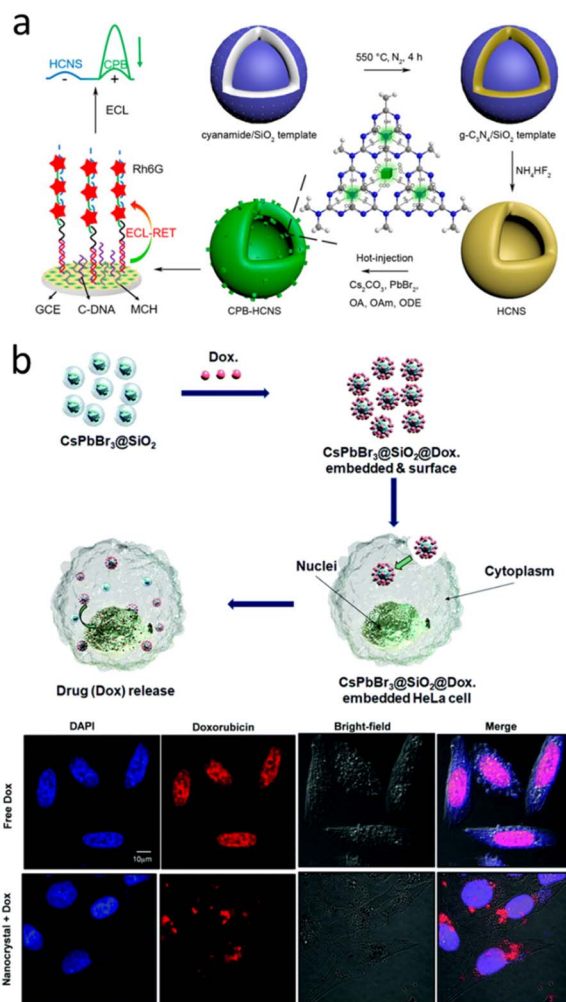 a
HCNS
CPB
-
+
ECL
Rh6G
ECL-RET
GCE
C-DNA
MCH
cyanamide/SiO₂ template
550 °C, N₂, 4 h
g-C₃N₄/SiO₂ template
NH₄HF₂
HCNS
Hot-injection
Cs₂CO₃, PbBr₂,
OA, OAm, ODE
CPB-HCNS
b
CsPbBr₃@SiO₂
Dox.
CsPbBr₃@SiO₂@Dox.
embedded & surface
Nuclei
Cytoplasm
CsPbBr₃@SiO₂@Dox.
embedded HeLa cell
Drug (Dox) release
DAPI
Doxorubicin
Bright-field
Merge
Free Dox
10μm
Nanocrystal + Dox